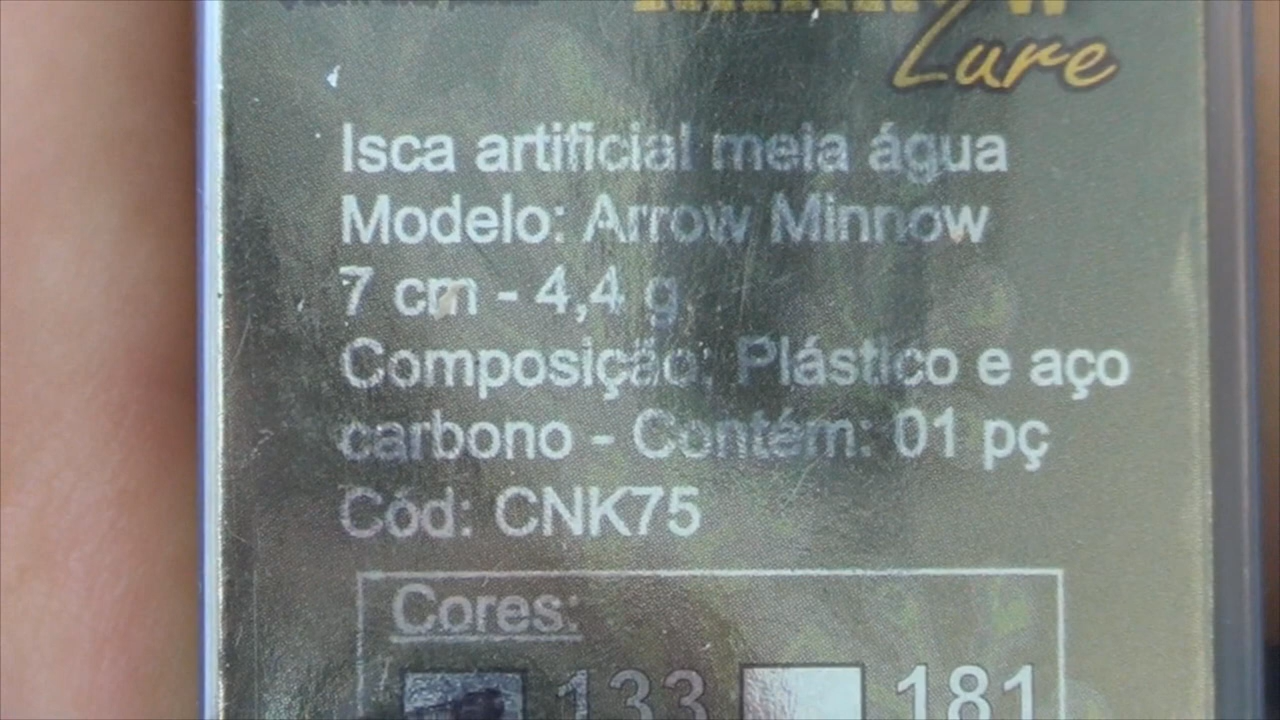 Lure
Isca artificial meia água
Modelo: Arrow Minnow
7 cm - 4,4 g
Composição: Plástico e aço
carbono - Contém: 01 pç
Cód: CNK75
Cores:
133 181